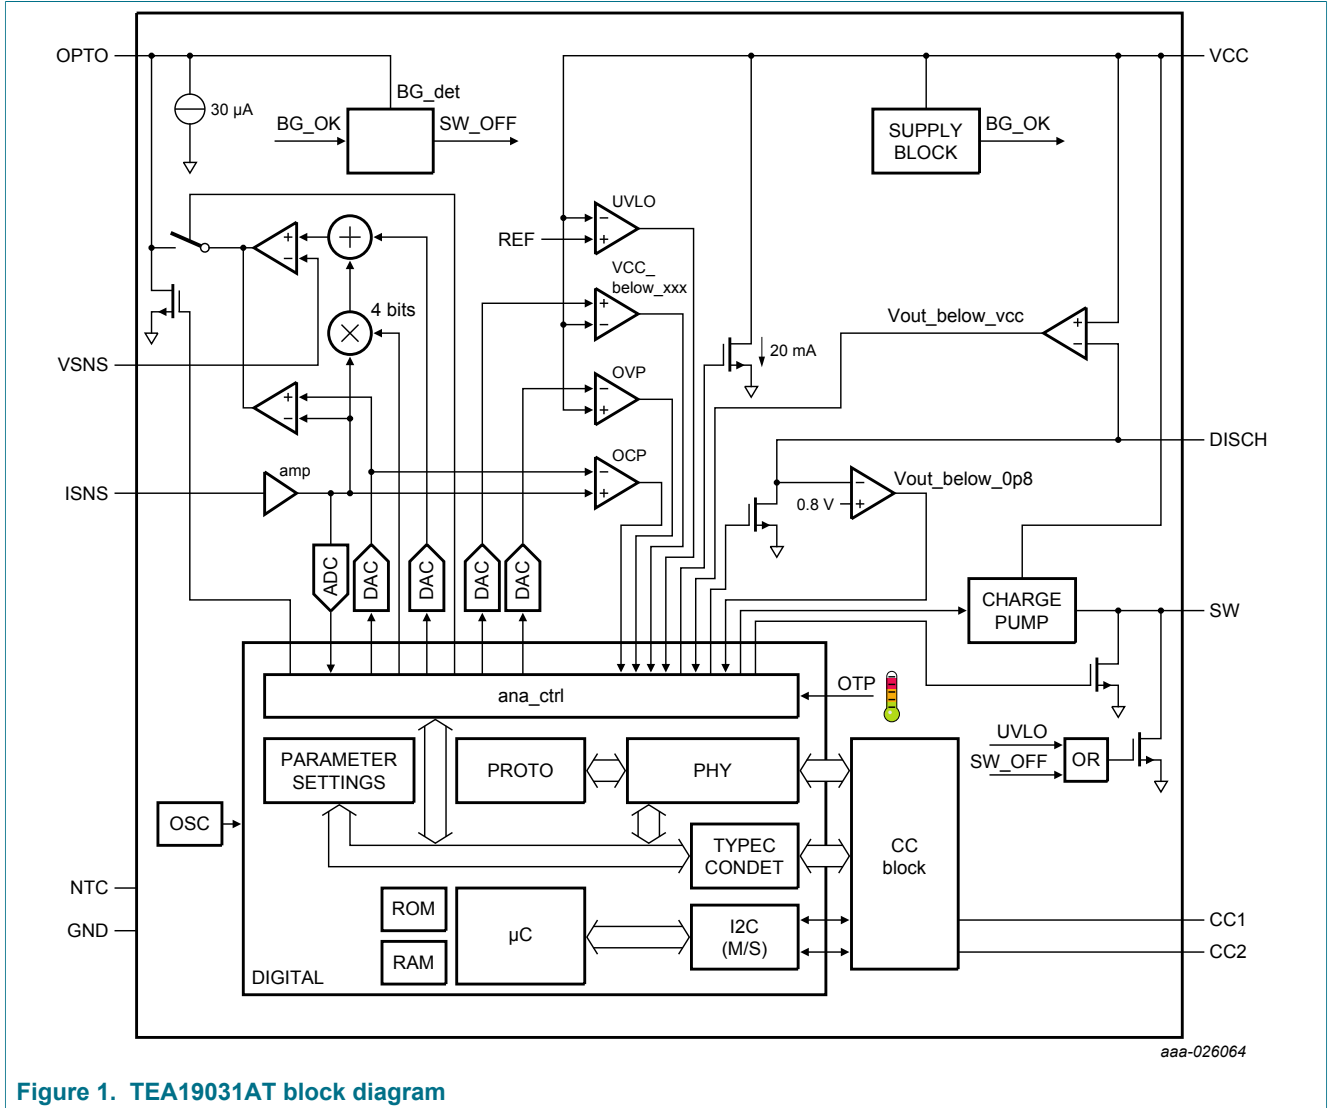 OPTO
VCC
30 µA
BG_det
BG_OK
SW_OFF
SUPPLY
BLOCK
BG_OK
UVLO
+
−
+
−
+
REF
VCC_
below_xxx
+
−
4 bits
×
Vout_below_vcc
+
−
20 mA
VSNS
OVP
−
+
+
−
DISCH
OCP
−
+
amp
ISNS
Vout_below_0p8
−
0.8 V
+
ADC
DAC
DAC
DAC
DAC
CHARGE
PUMP
SW
OTP
ana_ctrl
UVLO
SW_OFF
OR
PARAMETER
SETTINGS
PROTO
PHY
OSC
TYPEC
CONDET
CC
block
NTC
ROM
µC
I2C
(M/S)
CC1
GND
RAM
CC2
DIGITAL
aaa-026064
Figure 1. TEA19031AT block diagram